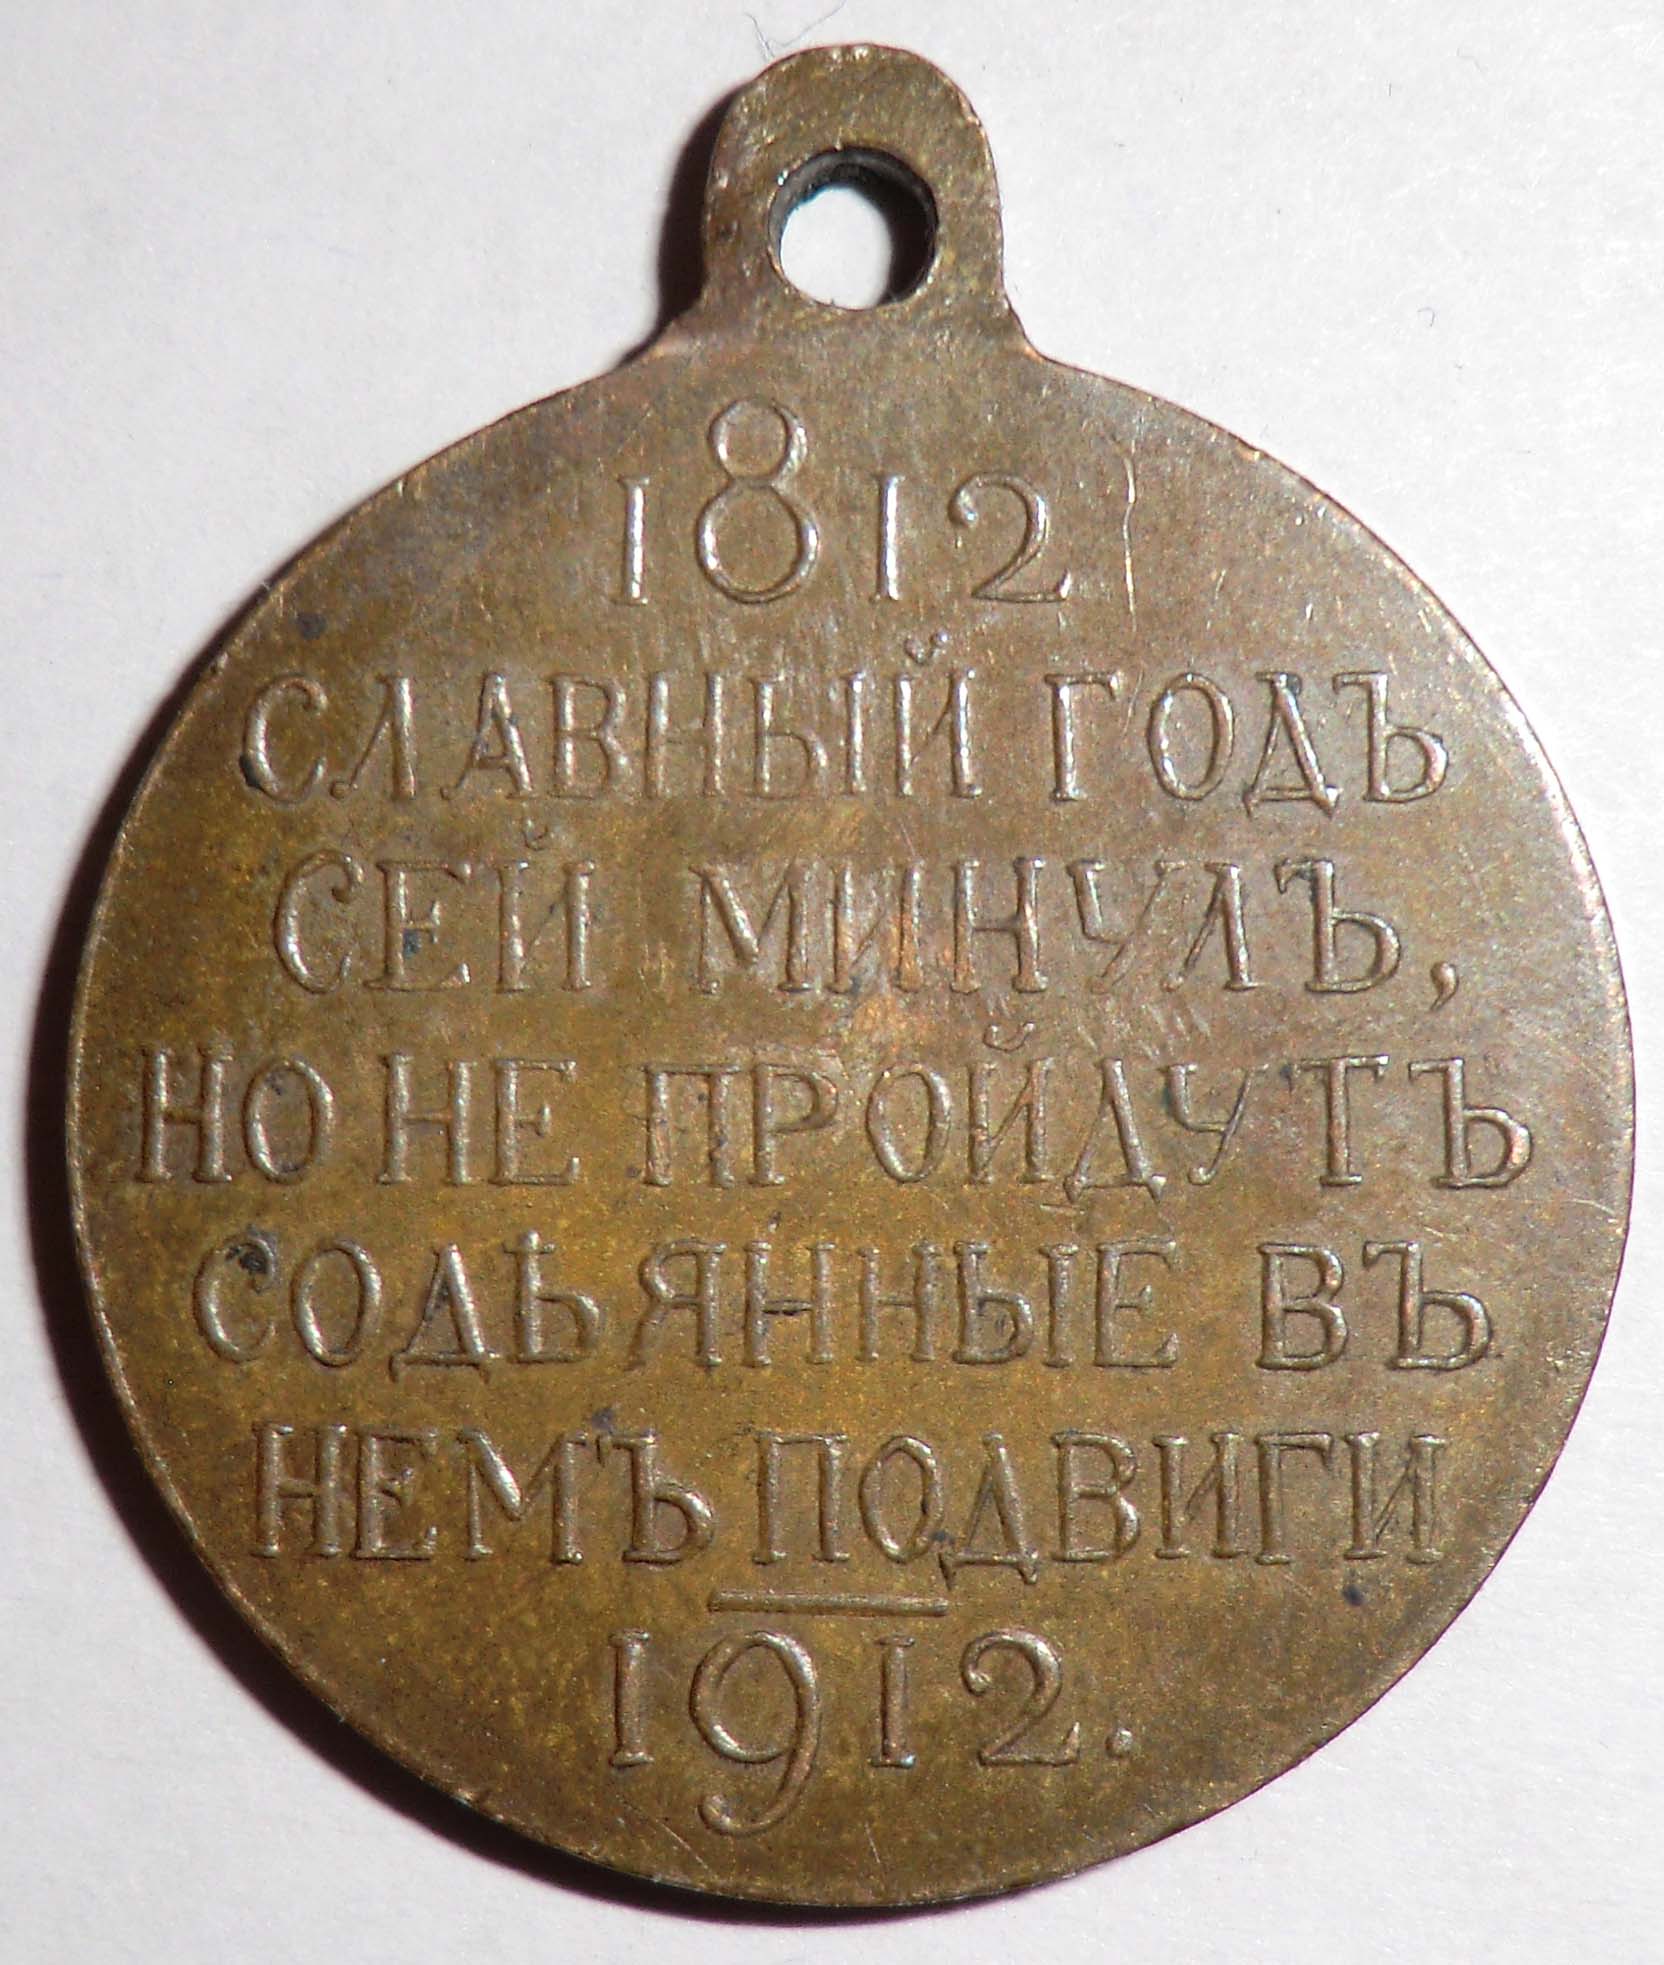 1812
СЛАВНЫЙ ГОДЪ
СЕЙ МИНУЛЪ,
НО НЕ ПРОЙДУТЪ
СОДѢЯННЫЕ ВЪ
НЕМЪ ПОДВИГИ
1912.